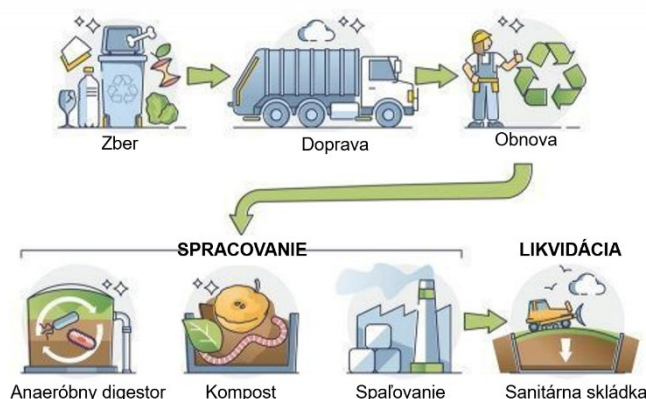 Zber
Doprava
Obnova
SPRACOVANIE
LIKVIDÁCIA
Anaeróbny digestor
Kompost
Spaľovanie
Sanitárna skládka